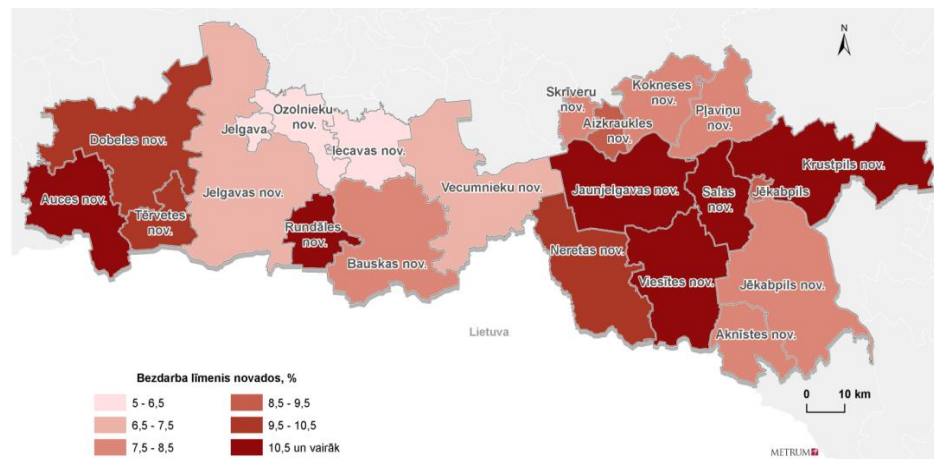 N
Skrīveru
nov.
Kokneses
nov.
Pļaviņu
nov.
Aizkraukles
nov.
Ozolnieku
nov.
Jelgava
Iecavas nov.
Dobeles nov.
Krustpils nov.
Auces nov.
Jelgavas nov.
Vecumnieku nov.
Jaunjelgavas nov.
Salas
nov.
Jēkabpils
Tērvetes
nov.
Rundāles
nov.
Bauskas nov.
Neretas nov.
Viesītes nov.
Jēkabpils nov.
Aknīstes nov.
Lietuva
Bezdarba līmenis novados, %
5 - 6,5
6,5 - 7,5
7,5 - 8,5
8,5 - 9,5
9,5 - 10,5
10,5 un vairāk
0 10 km
METRUM